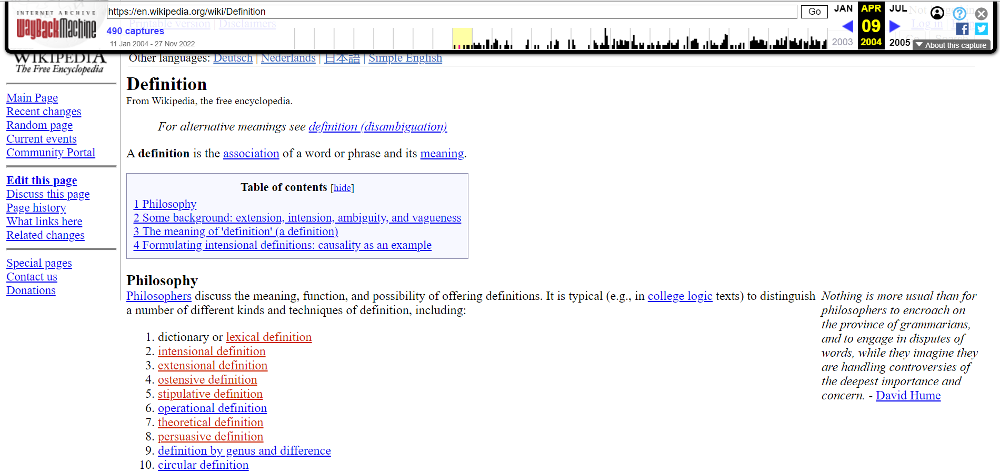 INTERNET ARCHIVE
WayBackMachine
https://en.wikipedia.org/wiki/Definition
Go
490 captures
11 Jan 2004 - 27 Nov 2022
JAN APR JUL
09
2003 2004 2005
About this capture
Printable version | Disclaimers
Log in
WIKIPEDIA
The Free Encyclopedia
Main Page
Recent changes
Random page
Current events
Community Portal
Edit this page
Discuss this page
Page history
What links here
Related changes
Special pages
Contact us
Donations
Other languages: Deutsch | Nederlands | 日本語 | Simple English
Definition
From Wikipedia, the free encyclopedia.
For alternative meanings see definition (disambiguation)
A definition is the association of a word or phrase and its meaning.
Table of contents [hide]
1 Philosophy
2 Some background: extension, intension, ambiguity, and vagueness
3 The meaning of 'definition' (a definition)
4 Formulating intensional definitions: causality as an example
Philosophy
Philosophers discuss the meaning, function, and possibility of offering definitions. It is typical (e.g., in college logic texts) to distinguish
a number of different kinds and techniques of definition, including:
1. dictionary or lexical definition
2. intensional definition
3. extensional definition
4. ostensive definition
5. stipulative definition
6. operational definition
7. theoretical definition
8. persuasive definition
9. definition by genus and difference
10. circular definition
Nothing is more usual than for
philosophers to encroach on
the province of grammarians,
and to engage in disputes of
words, while they imagine they
are handling controversies of
the deepest importance and
concern. - David Hume